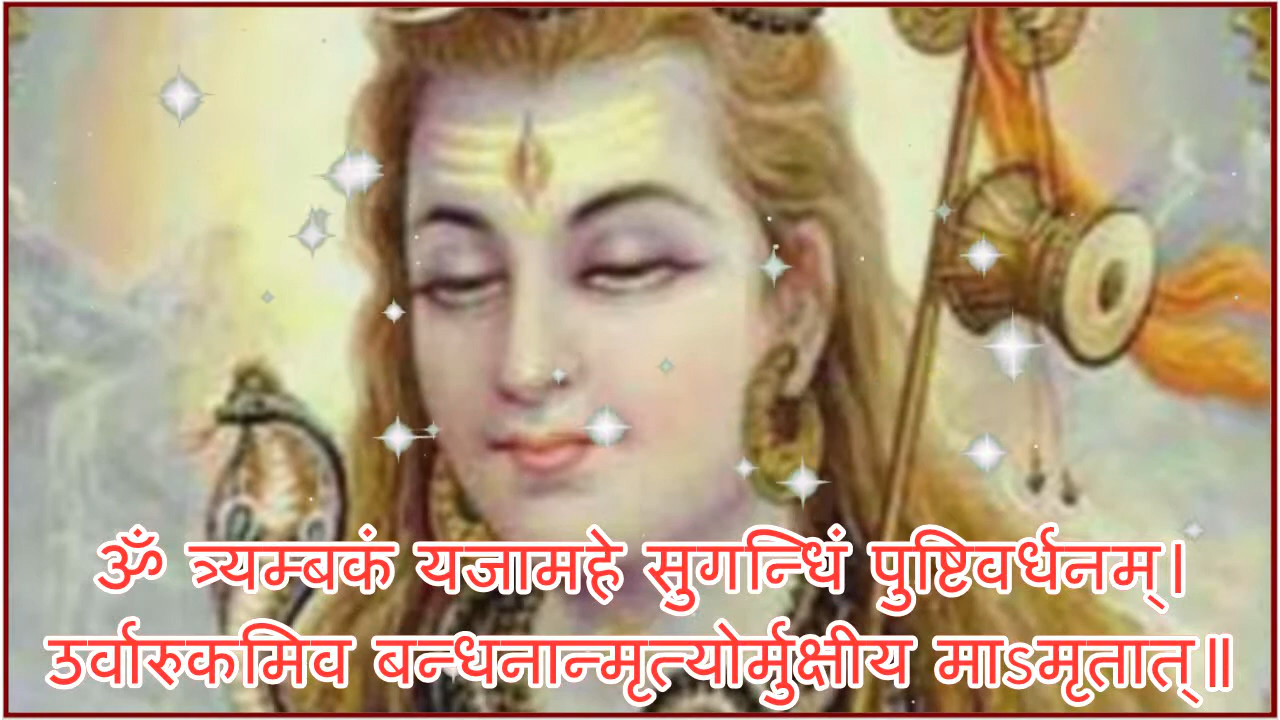 ॐ त्र्यम्बकं यजामहे सुगन्धिं पुष्टिवर्धनम्।
उर्वारुकमिव बन्धनान्मृत्योर्मुक्षीय माऽमृतात्॥